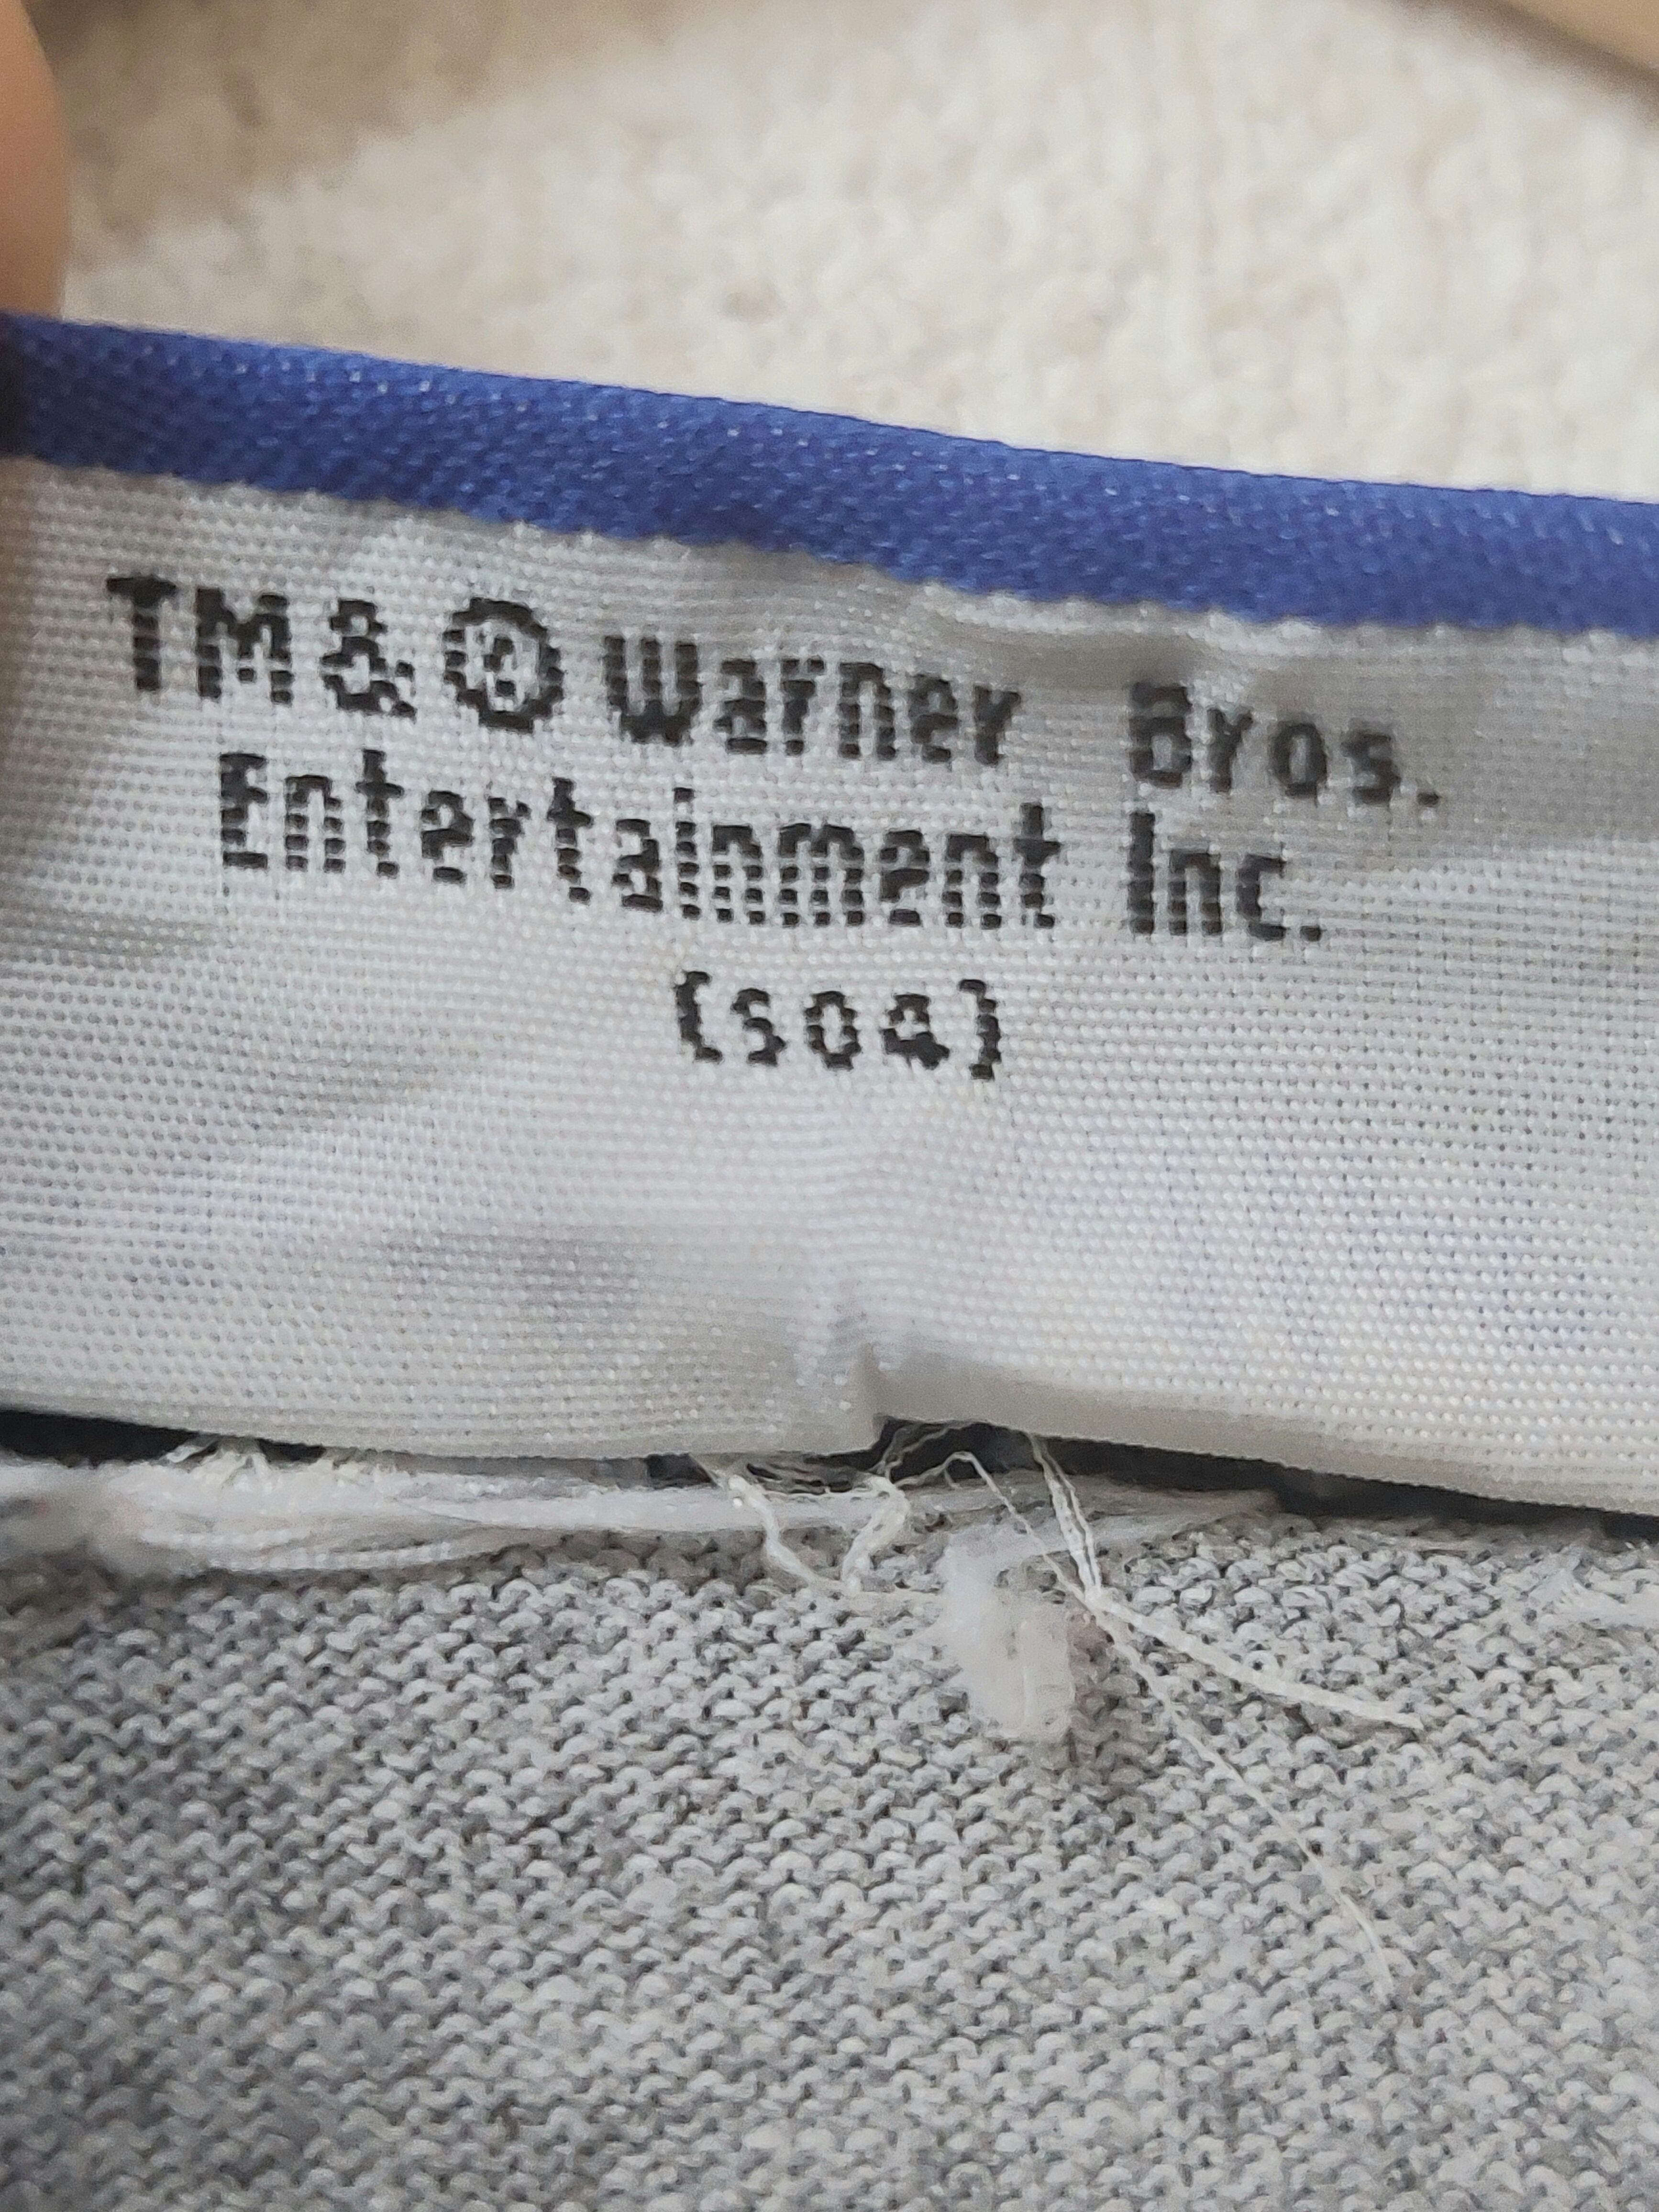 TM & © Warner Bros.
Entertainment Inc.
(s04)